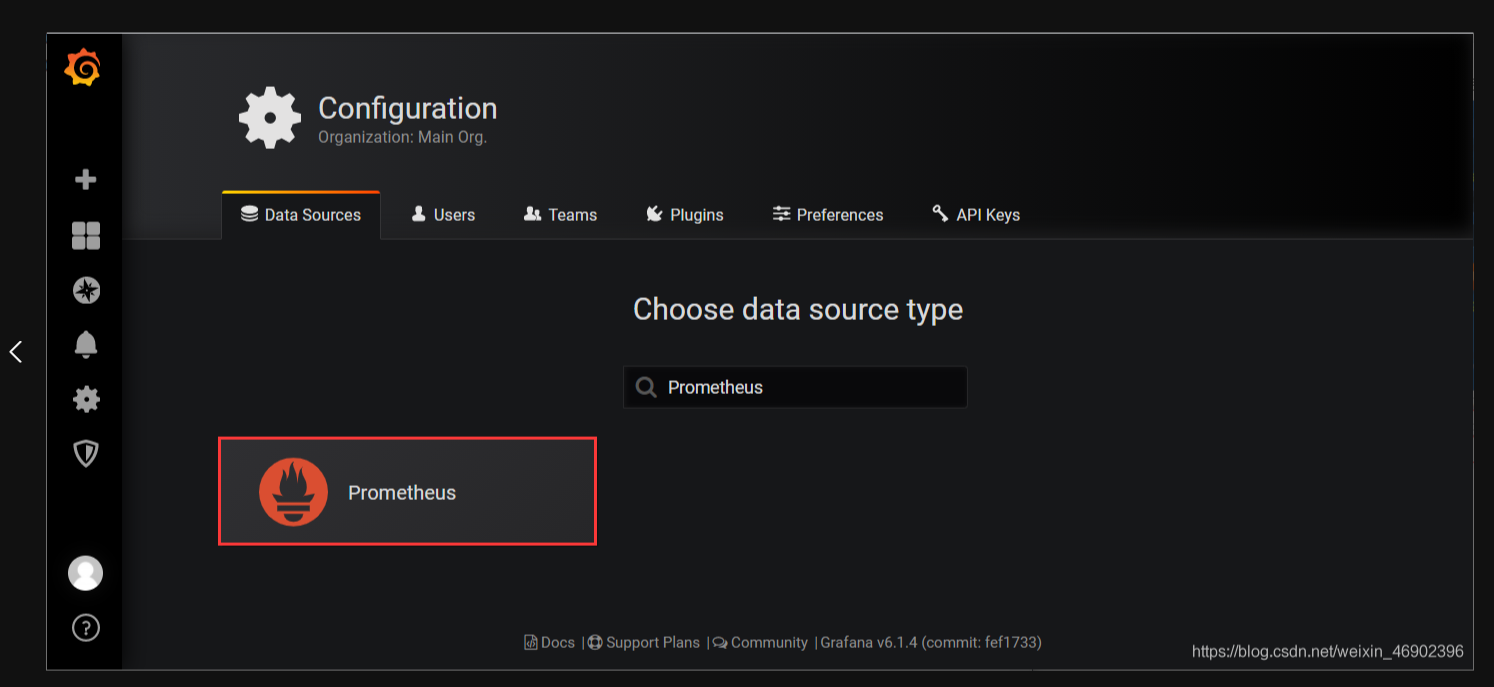 Configuration
Organization: Main Org.
Data Sources Users Teams Plugins Preferences API Keys
Choose data source type
Prometheus
Prometheus
Docs | Support Plans | Community | Grafana v6.1.4 (commit: fef1733)
https://blog.csdn.net/weixin_46902396